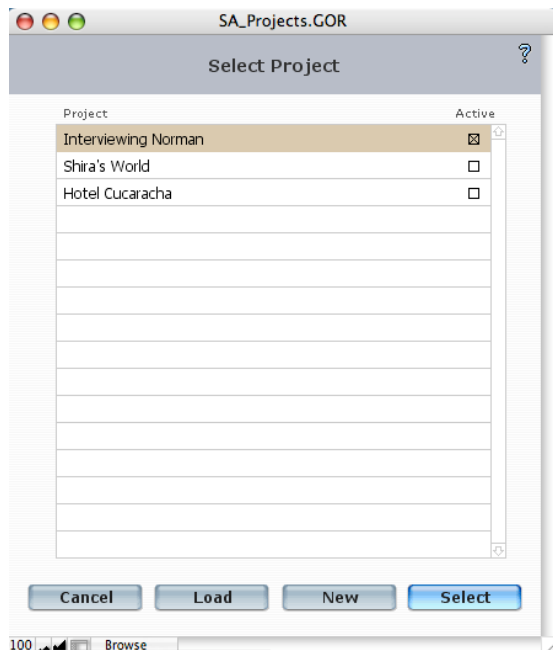 SA_Projects.GOR
Select Project
?
Project Active
Interviewing Norman
Shira's World
Hotel Cucaracha
Cancel Load New Select
100 Browse